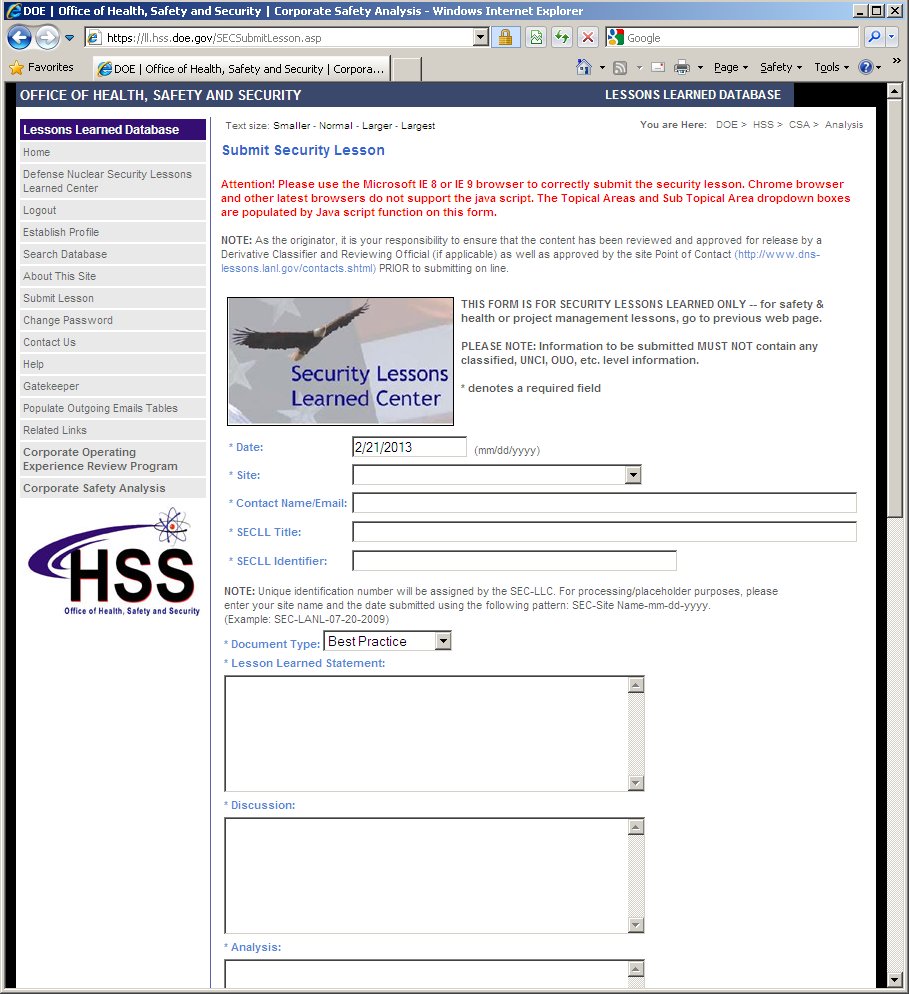 DOE | Office of Health, Safety and Security | Corporate Safety Analysis - Windows Internet Explorer
https://ll.hss.doe.gov/SECSubmitLesson.asp
Google
Favorites
DOE | Office of Health, Safety and Security | Corpora...
Page
Safety
Tools
OFFICE OF HEALTH, SAFETY AND SECURITY
LESSONS LEARNED DATABASE
Lessons Learned Database
Home
Defense Nuclear Security Lessons
Learned Center
Logout
Establish Profile
Search Database
About This Site
Submit Lesson
Change Password
Contact Us
Help
Gatekeeper
Populate Outgoing Emails Tables
Related Links
Corporate Operating
Experience Review Program
Corporate Safety Analysis
HSS
Office of Health, Safety and Security
Text size: Smaller - Normal - Larger - Largest
You are Here: DOE > HSS > CSA > Analysis
Submit Security Lesson
Attention! Please use the Microsoft IE 8 or IE 9 browser to correctly submit the security lesson. Chrome browser
and other latest browsers do not support the java script. The Topical Areas and Sub Topical Area dropdown boxes
are populated by Java script function on this form.
NOTE: As the originator, it is your responsibility to ensure that the content has been reviewed and approved for release by a
Derivative Classifier and Reviewing Official (if applicable) as well as approved by the site Point of Contact (http://www.dns-
lessons.lanl.gov/contacts.shtml) PRIOR to submitting on line.
Security Lessons
Learned Center
THIS FORM IS FOR SECURITY LESSONS LEARNED ONLY -- for safety &
health or project management lessons, go to previous web page.
PLEASE NOTE: Information to be submitted MUST NOT contain any
classified, UNCI, OUO, etc. level information.
* denotes a required field
* Date: 2/21/2013 (mm/dd/yyyy)
* Site:
* Contact Name/Email:
* SECLL Title:
* SECLL Identifier:
NOTE: Unique identification number will be assigned by the SEC-LLC. For processing/placeholder purposes, please
enter your site name and the date submitted using the following pattern: SEC-Site Name-mm-dd-yyyy.
(Example: SEC-LANL-07-20-2009)
* Document Type: Best Practice
* Lesson Learned Statement:
* Discussion:
* Analysis: